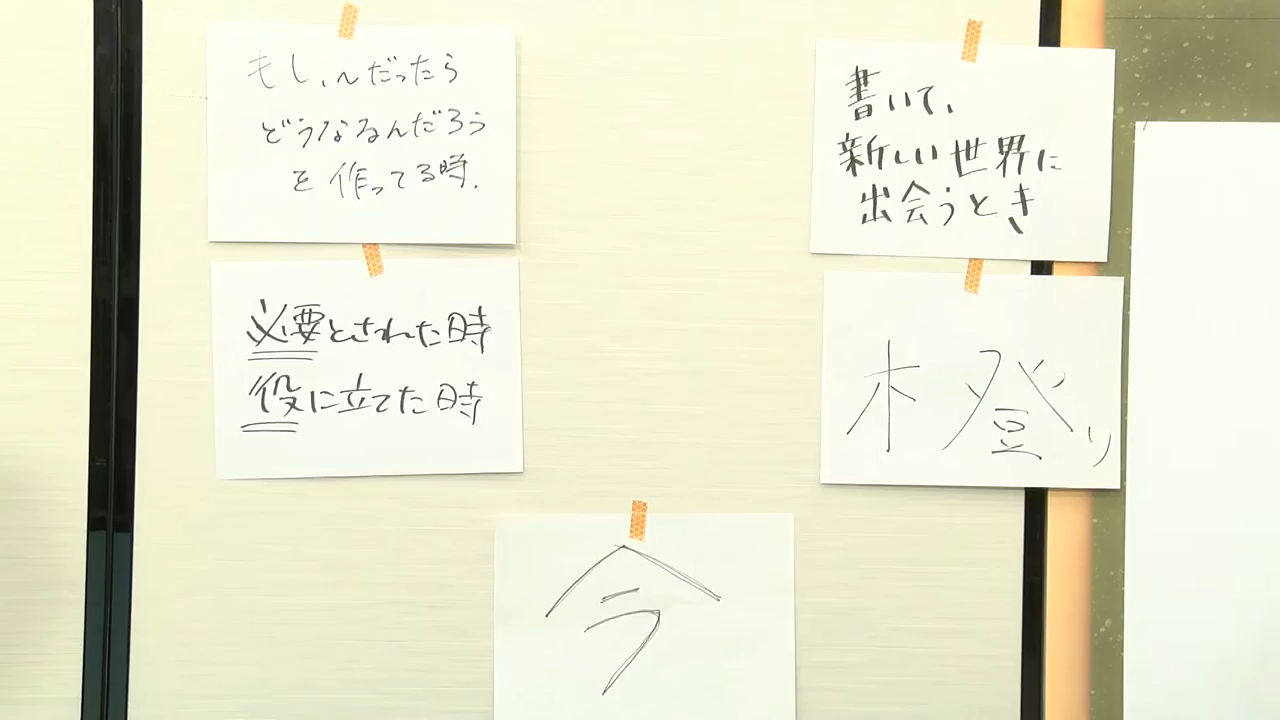 もし、〜だったら
どうなるんだろう
を作ってる時.
必要とされた時
役に立てた時
書いて、
新しい世界に
出会うとき
木登り
今